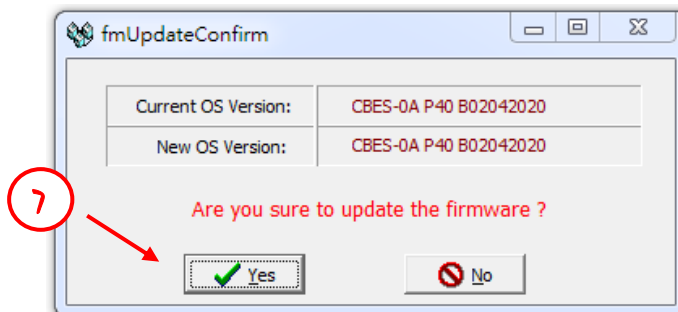 fmUpdateConfirm
Current OS Version: CBES-0A P40 B02042020
New OS Version: CBES-0A P40 B02042020
7
Are you sure to update the firmware ?
Yes No